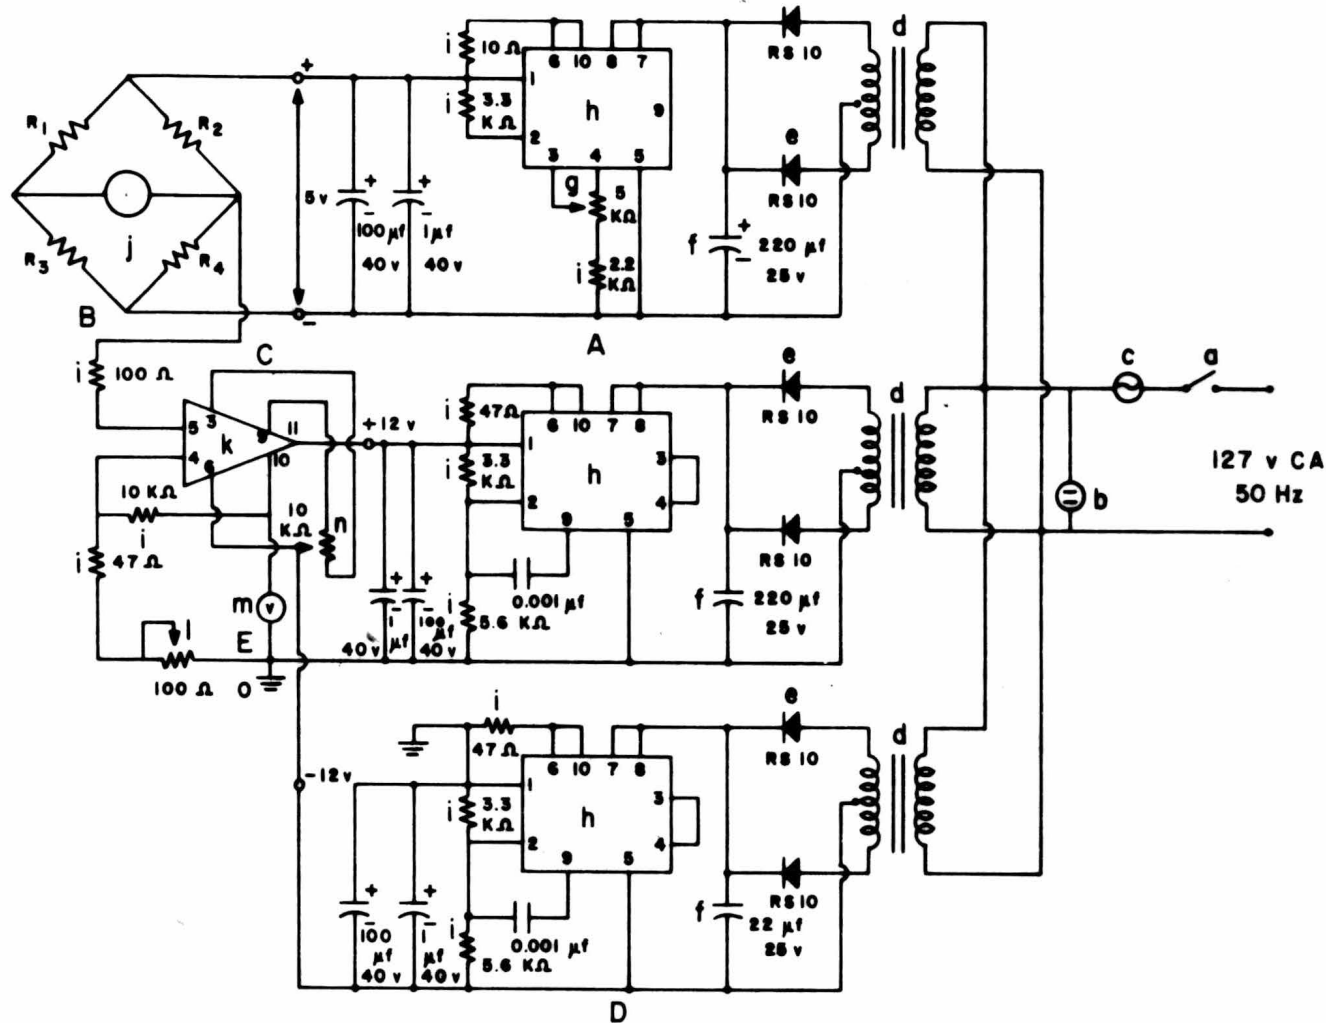 d
RS 10
i 10 Ω
6 10 8 7
1
i 3.3 KΩ
h
9
2
3 4 5
g
5 KΩ
i 2.2 KΩ
e
RS 10
f
+
−
220 μf
25 v
R1
R2
R3
R4
j
B
+
5 v
−
+
−
100 μf
40 v
+
−
1 μf
40 v
A
C
i 100 Ω
5
3
4
6
k
9
11
10
+12 v
10 KΩ
i
i 47 Ω
10 KΩ
n
m
v
E
l
100 Ω
O
+
−
1 μf
40 v
+
−
100 μf
40 v
i 47 Ω
6 10 7 8
1
i 3.3 KΩ
h
3
2
4
9 5
0.001 μf
i
5.6 KΩ
e
RS 10
d
RS 10
f
220 μf
25 v
c
a
b
127 v CA
50 Hz
i
47 Ω
6 10 7 8
-12 v
1
i 3.3 KΩ
h
3
2
4
9 5
+
−
100 μf
40 v
+
−
1 μf
40 v
0.001 μf
i
5.6 KΩ
e
RS 10
d
RS 10
f
22 μf
25 v
D